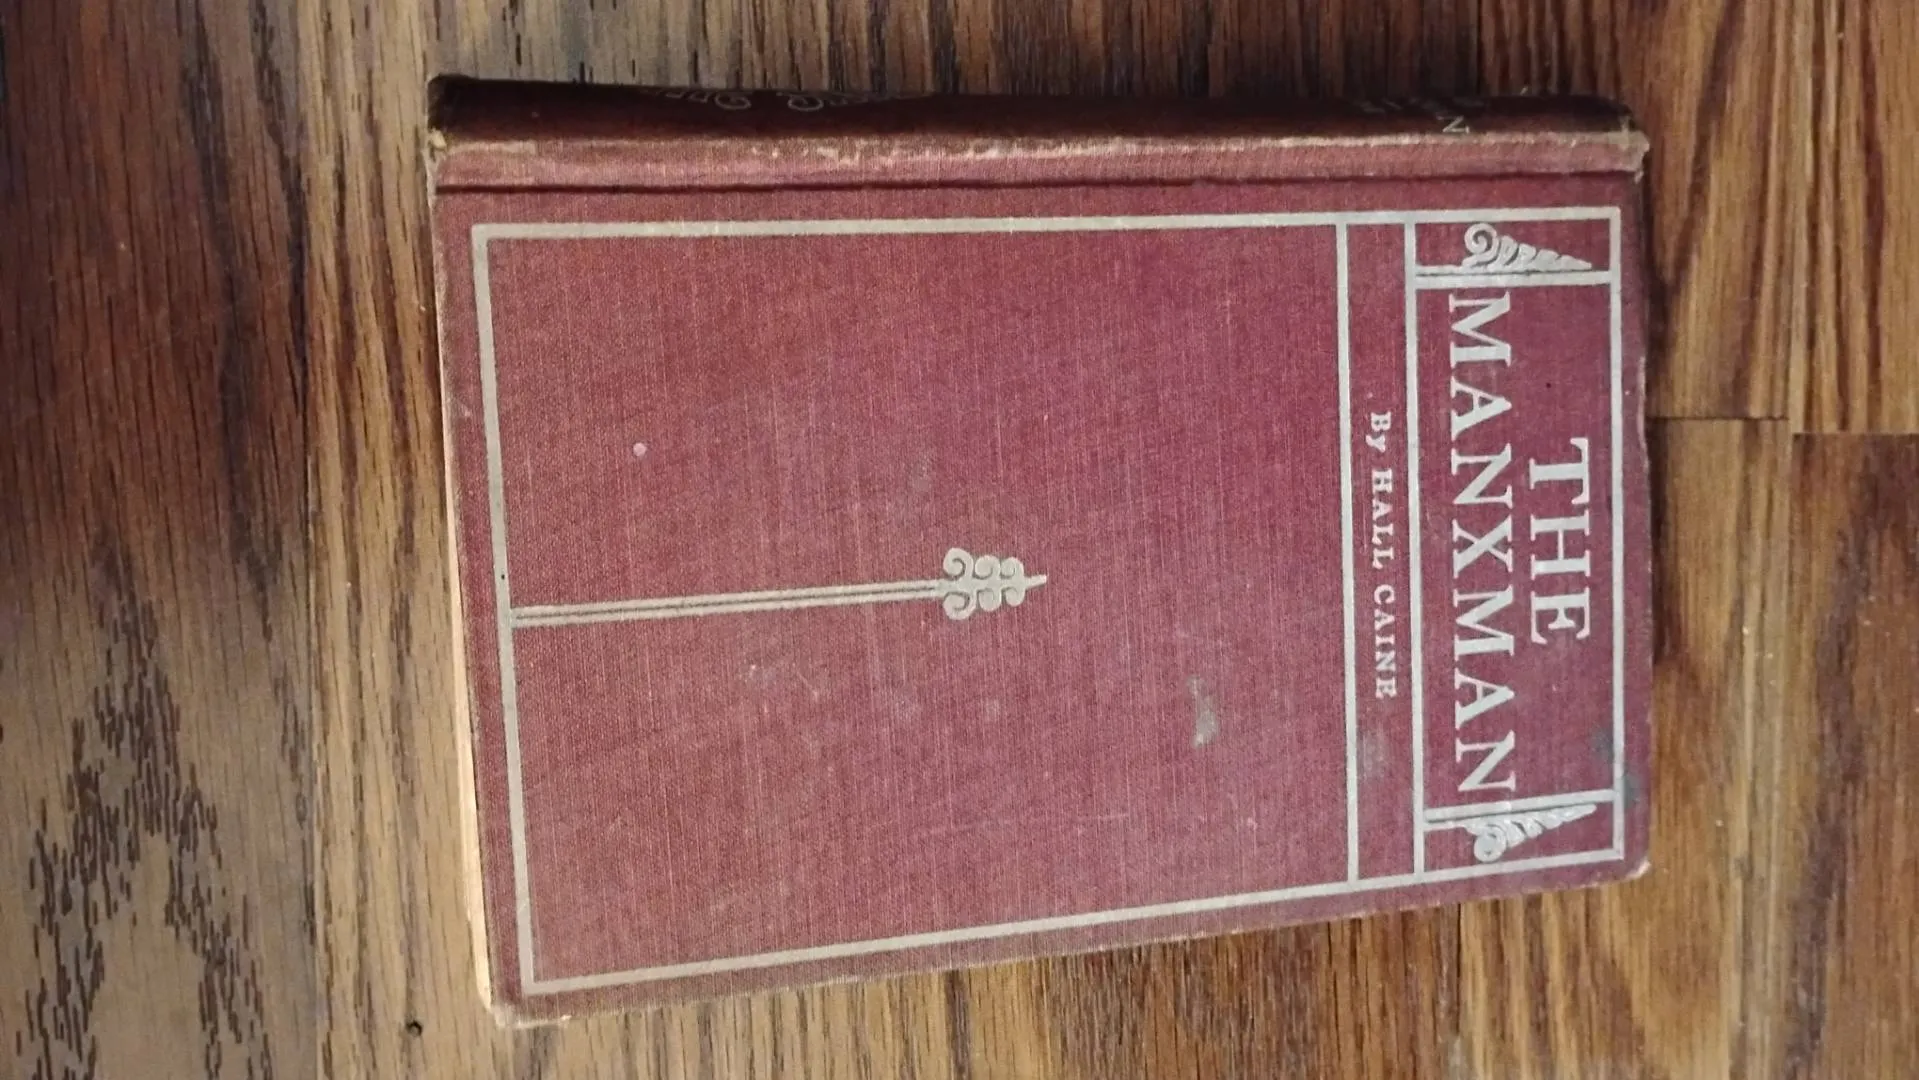 THE
MANXMAN
By HALL CAINE